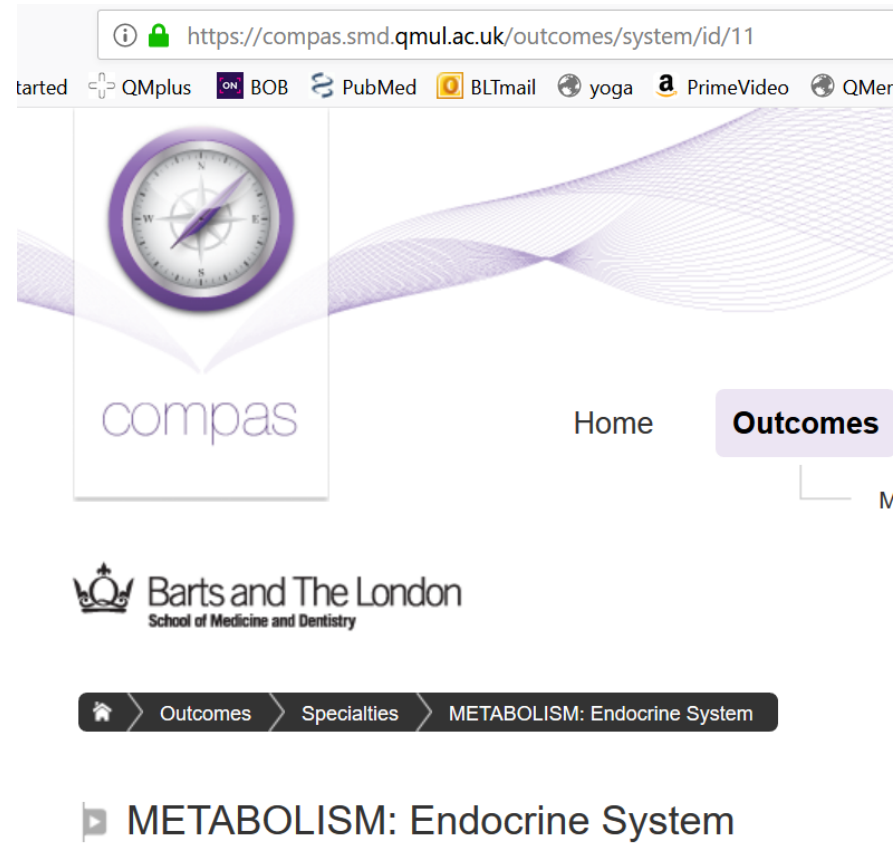 https://compas.smd.qmul.ac.uk/outcomes/system/id/11
tarted QMplus ON BOB PubMed BLTmail yoga a PrimeVideo QMer
N
W E
S
compas
Home Outcomes
M
Barts and The London
School of Medicine and Dentistry
Outcomes Specialties METABOLISM: Endocrine System
METABOLISM: Endocrine System